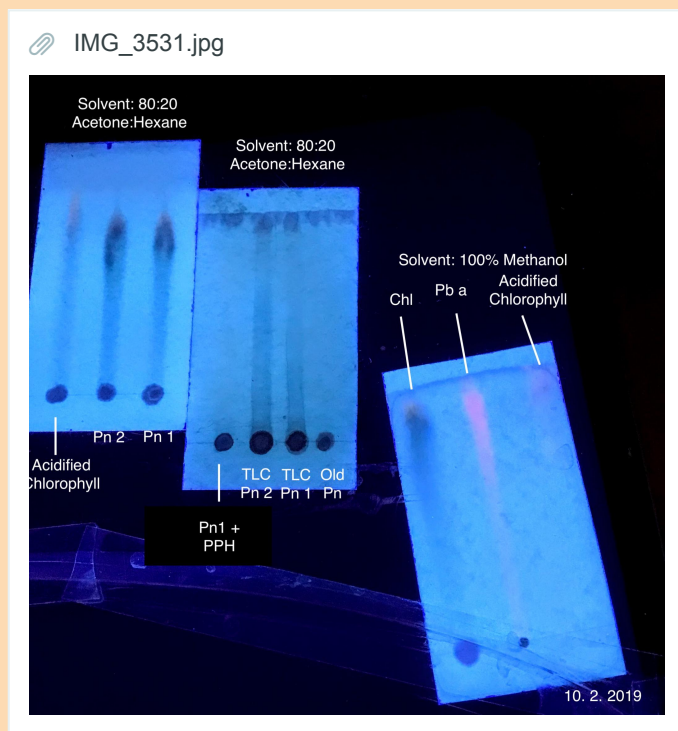 IMG_3531.jpg
Solvent: 80:20
Acetone:Hexane
Solvent: 80:20
Acetone:Hexane
Solvent: 100% Methanol
Chl
Pb a
Acidified
Chlorophyll
Pn 2
Pn 1
Acidified
Chlorophyll
TLC
Pn 2
TLC
Pn 1
Old
Pn
Pn1 +
PPH
10. 2. 2019